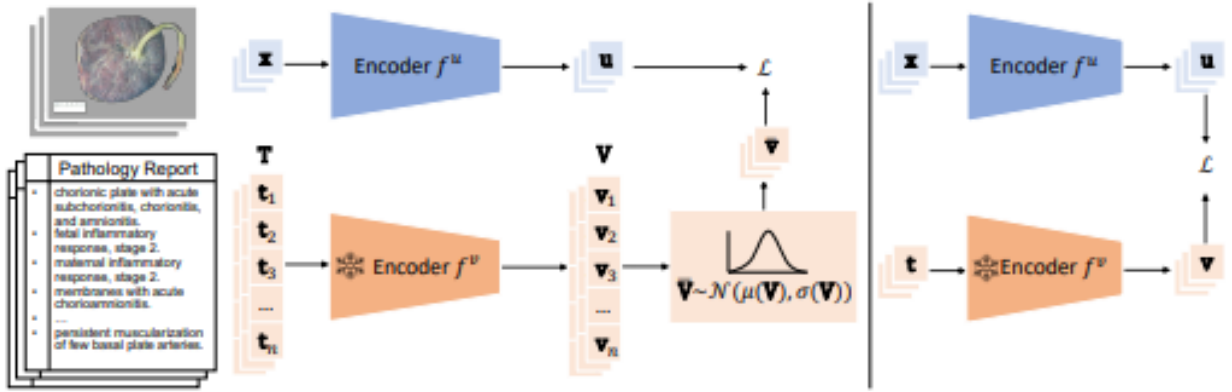 x
Encoder f^u
u
ℒ
x
Encoder f^u
u
Pathology Report
• chorionic plate with acute
subchorionitis, chorionitis,
and amnionitis.
• fetal inflammatory
response, stage 2.
• maternal inflammatory
response, stage 2.
• membranes with acute
chorioamnionitis.
• ....
• persistent muscularization
of few basal plate arteries.
T
t₁
t₂
t₃
...
tₙ
Encoder f^v
V
v₁
v₂
v₃
...
vₙ
v̄
v̄~𝒩(μ(V), σ(V))
ℒ
t
Encoder f^v
v